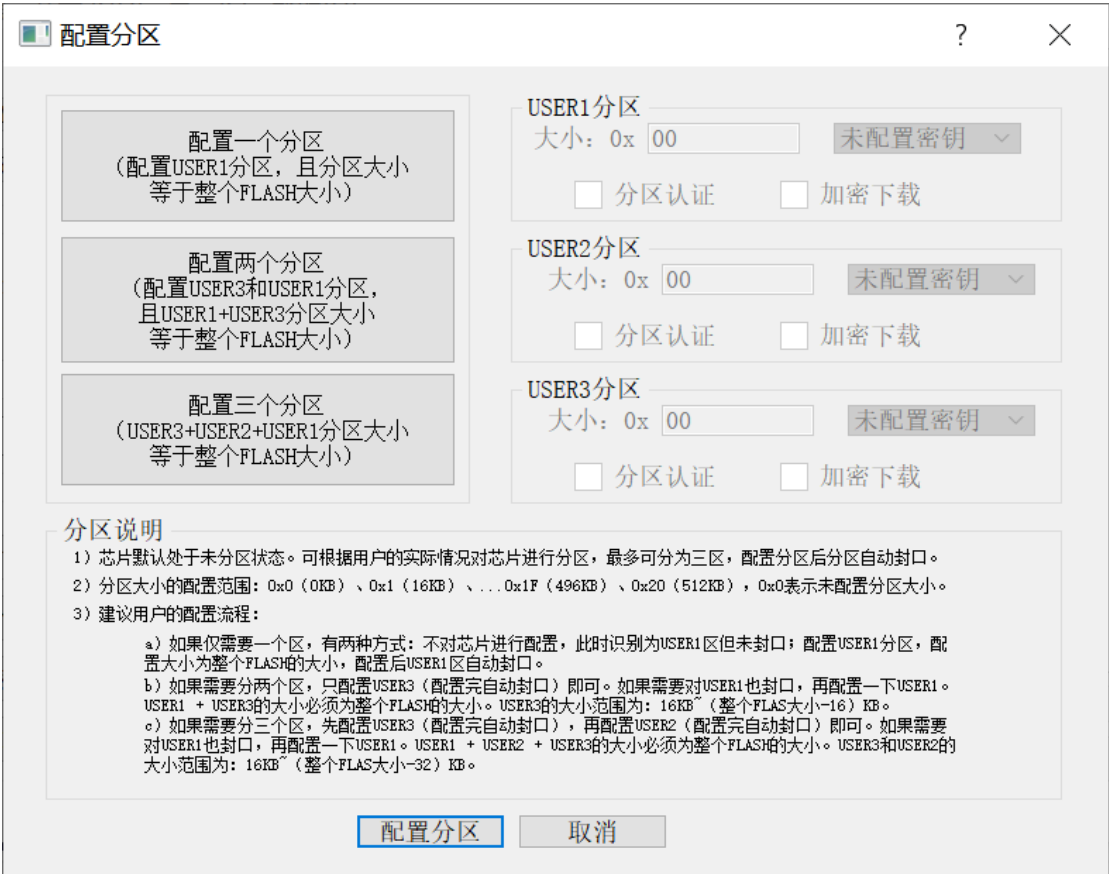 配置分区
?
配置一个分区
（配置USER1分区，且分区大小
等于整个FLASH大小）
配置两个分区
（配置USER3和USER1分区，
且USER1+USER3分区大小
等于整个FLASH大小）
配置三个分区
（USER3+USER2+USER1分区大小
等于整个FLASH大小）
USER1分区
大小: 0x 00 未配置密钥
分区认证 加密下载
USER2分区
大小: 0x 00 未配置密钥
分区认证 加密下载
USER3分区
大小: 0x 00 未配置密钥
分区认证 加密下载
分区说明
1）芯片默认处于未分区状态。可根据用户的实际情况对芯片进行分区，最多可分为三区，配置分区后分区自动封口。
2）分区大小的配置范围: 0x0（0KB）、0x1（16KB）、...0x1F（496KB）、0x20（512KB），0x0表示未配置分区大小。
3）建议用户的配置流程:
a）如果仅需要一个区，有两种方式: 不对芯片进行配置，此时识别为USER1区但未封口；配置USER1分区，配
置大小为整个FLASH的大小，配置后USER1区自动封口。
b）如果需要分两个区，只配置USER3（配置完自动封口）即可。如果需要对USER1也封口，再配置一下USER1。
USER1 + USER3的大小必须为整个FLASH的大小。USER3的大小范围为: 16KB~（整个FLAS大小-16）KB。
c）如果需要分三个区，先配置USER3（配置完自动封口），再配置USER2（配置完自动封口）即可。如果需要
对USER1也封口，再配置一下USER1。USER1 + USER2 + USER3的大小必须为整个FLASH的大小。USER3和USER2的
大小范围为: 16KB~（整个FLAS大小-32）KB。
配置分区 取消